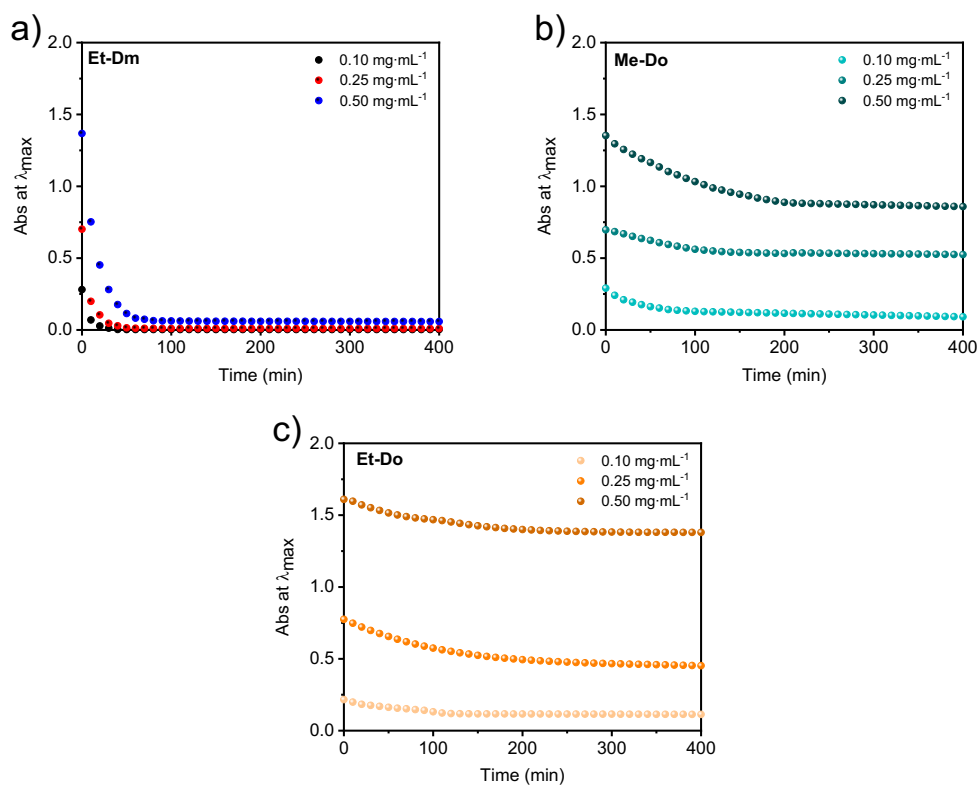 a)
Et-Dm
0.10 mg·mL⁻¹
0.25 mg·mL⁻¹
0.50 mg·mL⁻¹
2.0
1.5
1.0
0.5
0.0
Abs at λmax
0 100 200 300 400
Time (min)
b)
Me-Do
0.10 mg·mL⁻¹
0.25 mg·mL⁻¹
0.50 mg·mL⁻¹
2.0
1.5
1.0
0.5
0.0
Abs at λmax
0 100 200 300 400
Time (min)
c)
Et-Do
0.10 mg·mL⁻¹
0.25 mg·mL⁻¹
0.50 mg·mL⁻¹
2.0
1.5
1.0
0.5
0.0
Abs at λmax
0 100 200 300 400
Time (min)